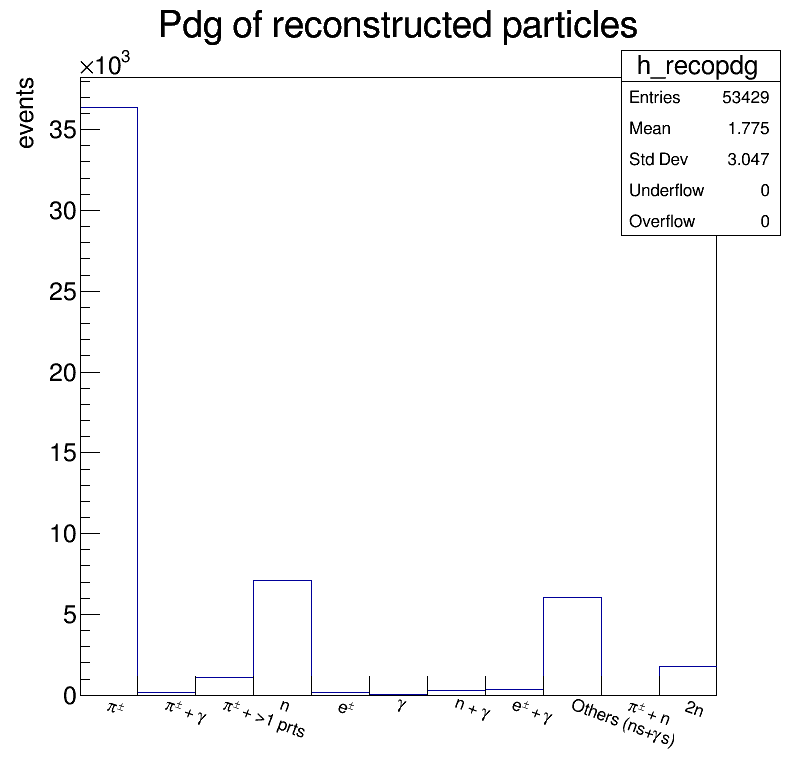 Pdg of reconstructed particles
×10³
h_recopdg
Entries 53429
Mean 1.775
Std Dev 3.047
Underflow 0
Overflow 0
events
35
30
25
20
15
10
5
0
π±
π± + γ
π± + >1 prts
n
e±
γ
n + γ
e± + γ
Others (ns+γs)
π± + n
2n